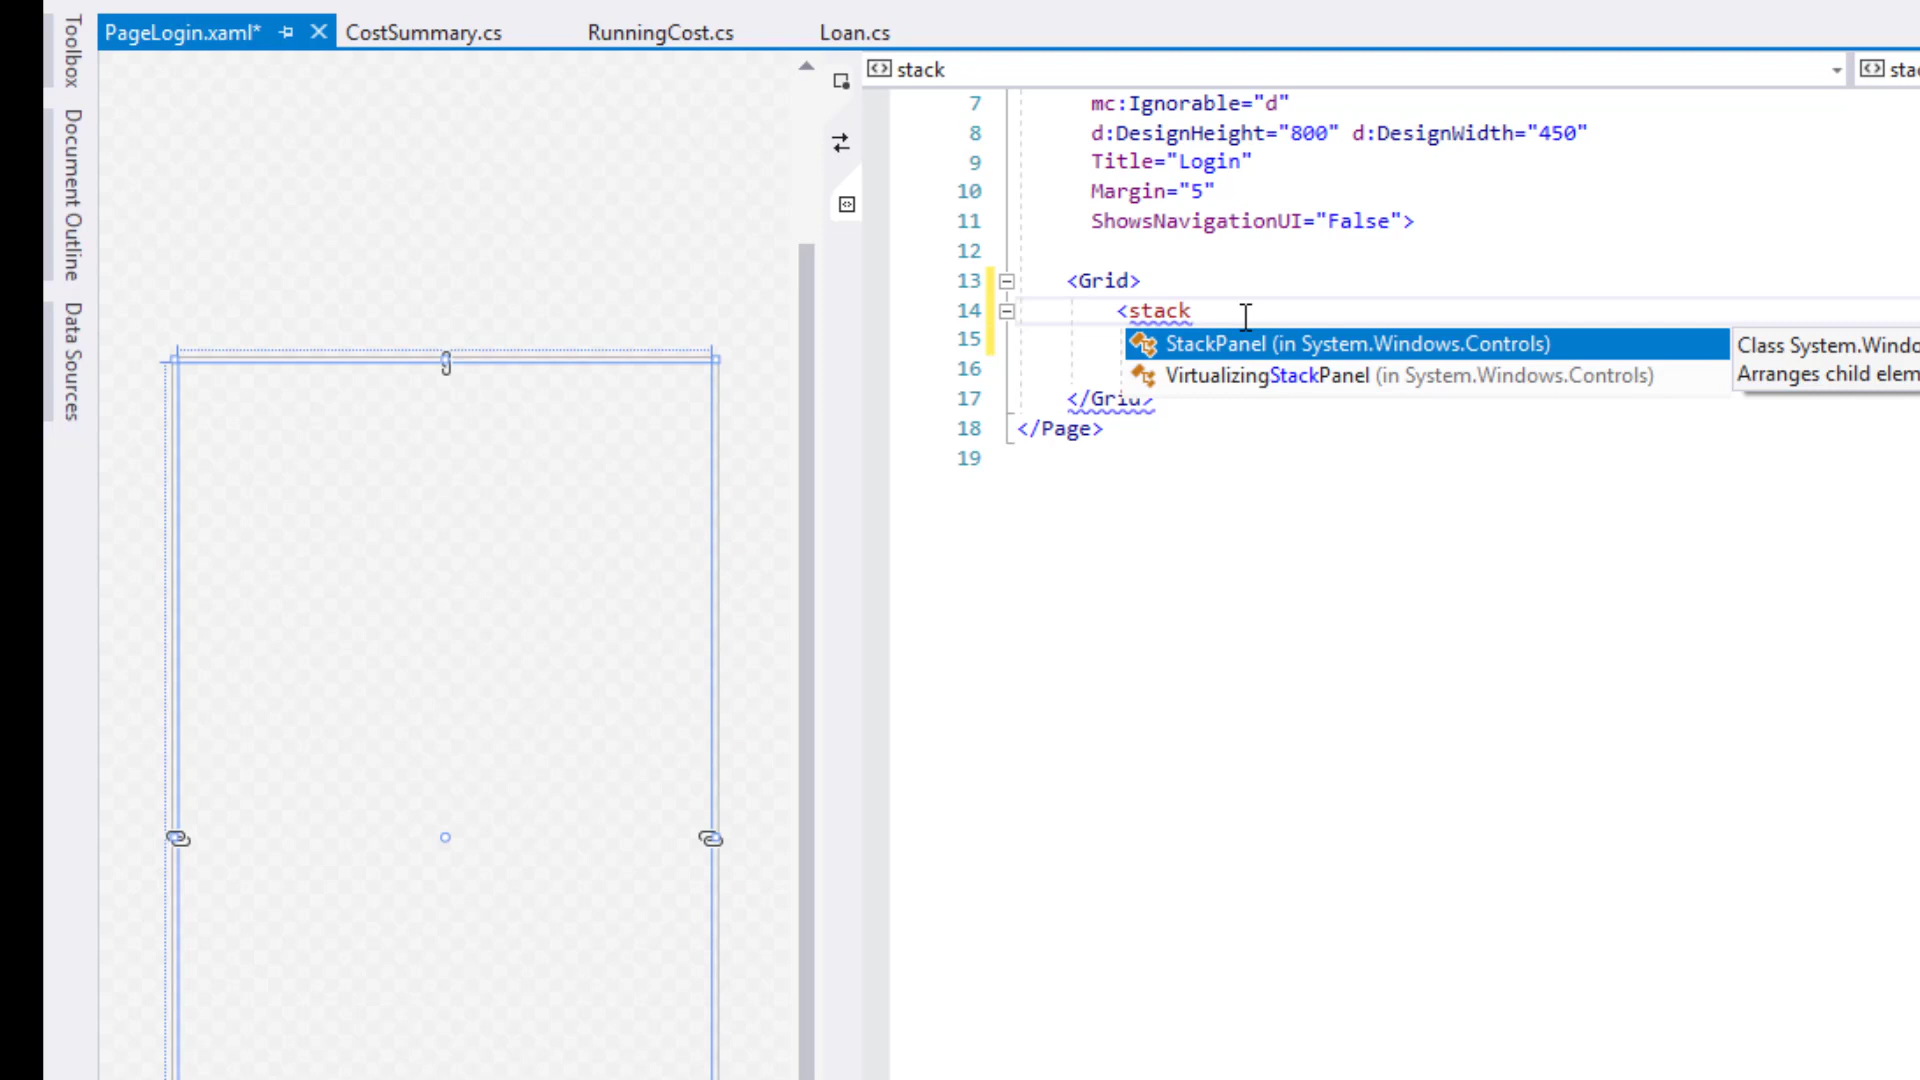 Toolbox
Document Outline
Data Sources
PageLogin.xaml*
CostSummary.cs
RunningCost.cs
Loan.cs
stack
stac
7 mc:Ignorable="d"
8 d:DesignHeight="800" d:DesignWidth="450"
9 Title="Login"
10 Margin="5"
11 ShowsNavigationUI="False">
12
13 <Grid>
14 <stack
15 StackPanel (in System.Windows.Controls)
Class System.Windo
Arranges child elem
16 VirtualizingStackPanel (in System.Windows.Controls)
17 </Grid>
18 </Page>
19